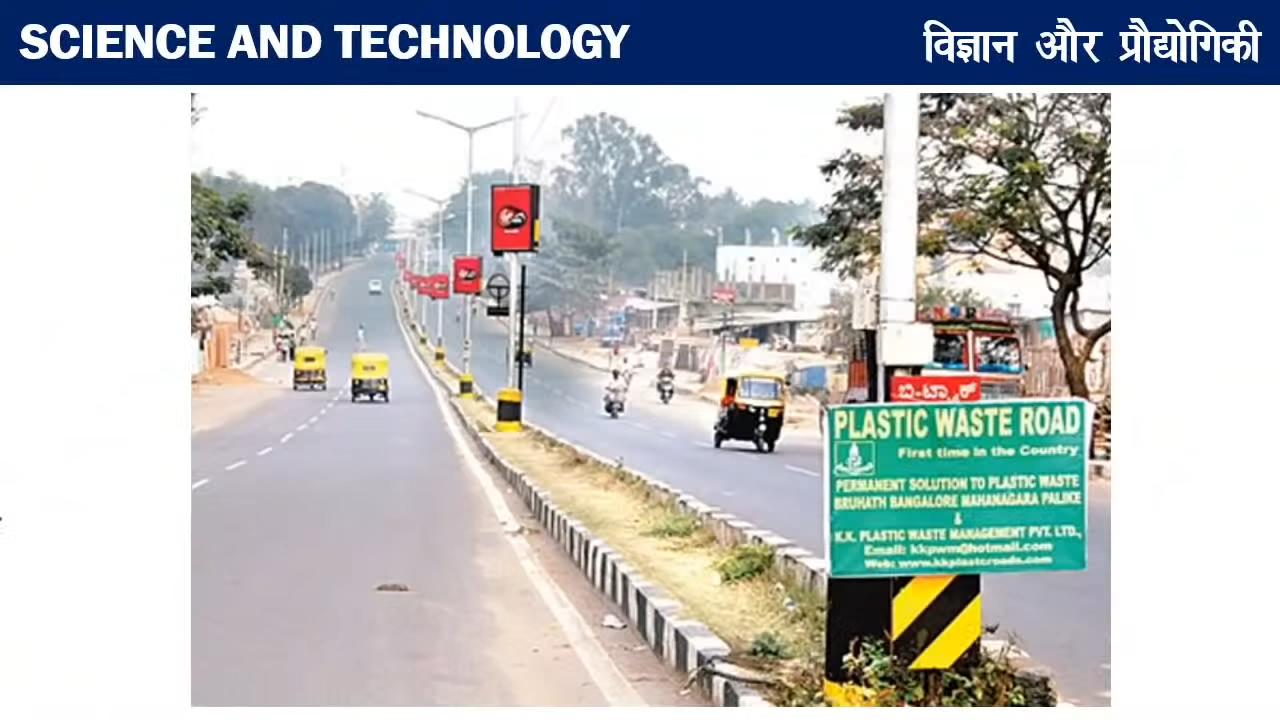 SCIENCE AND TECHNOLOGY
विज्ञान और प्रौद्योगिकी
ಬಿ-ಟ್ರ್ಯಾಕ್
PLASTIC WASTE ROAD
First time in the Country
PERMANENT SOLUTION TO PLASTIC WASTE
BRUHATH BANGALORE MAHANAGARA PALIKE
&
K.K. PLASTIC WASTE MANAGEMENT PVT. LTD.,
Email: kkpwm@hotmail.com
Web: www.kkplastcroads.com